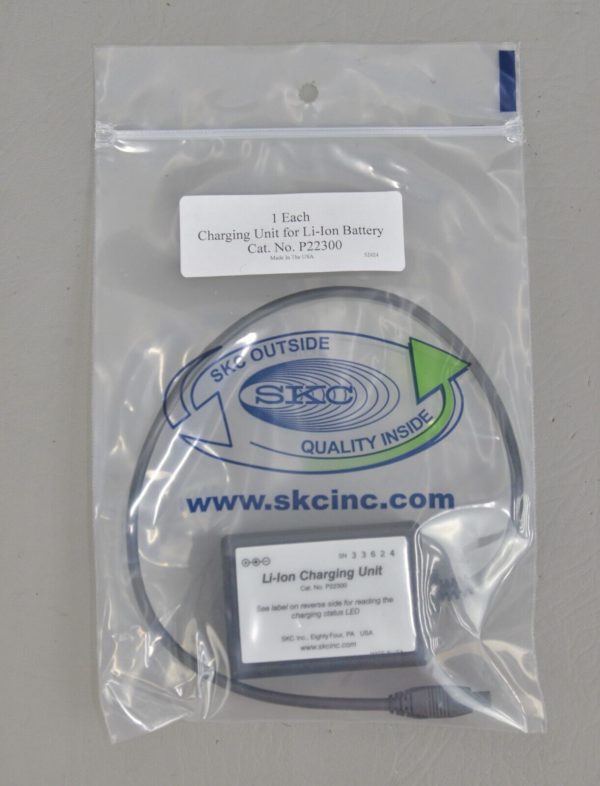 1 Each
Charging Unit for Li-Ion Battery
Cat. No. P22300
Made In The USA
SKC OUTSIDE
SKC
QUALITY INSIDE
www.skcinc.com
SN 33624
Li-Ion Charging Unit
Cat. No. P22300
See label on reverse side for reading the
charging status LED
SKC Inc., Eighty Four, PA USA
www.skcinc.com